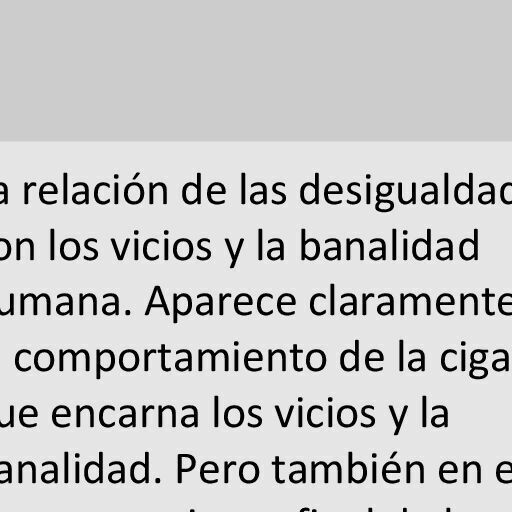 a relación de las desigualdad
on los vicios y la banalidad
umana. Aparece claramente
comportamiento de la ciga
ue encarna los vicios y la
analidad. Pero también en e